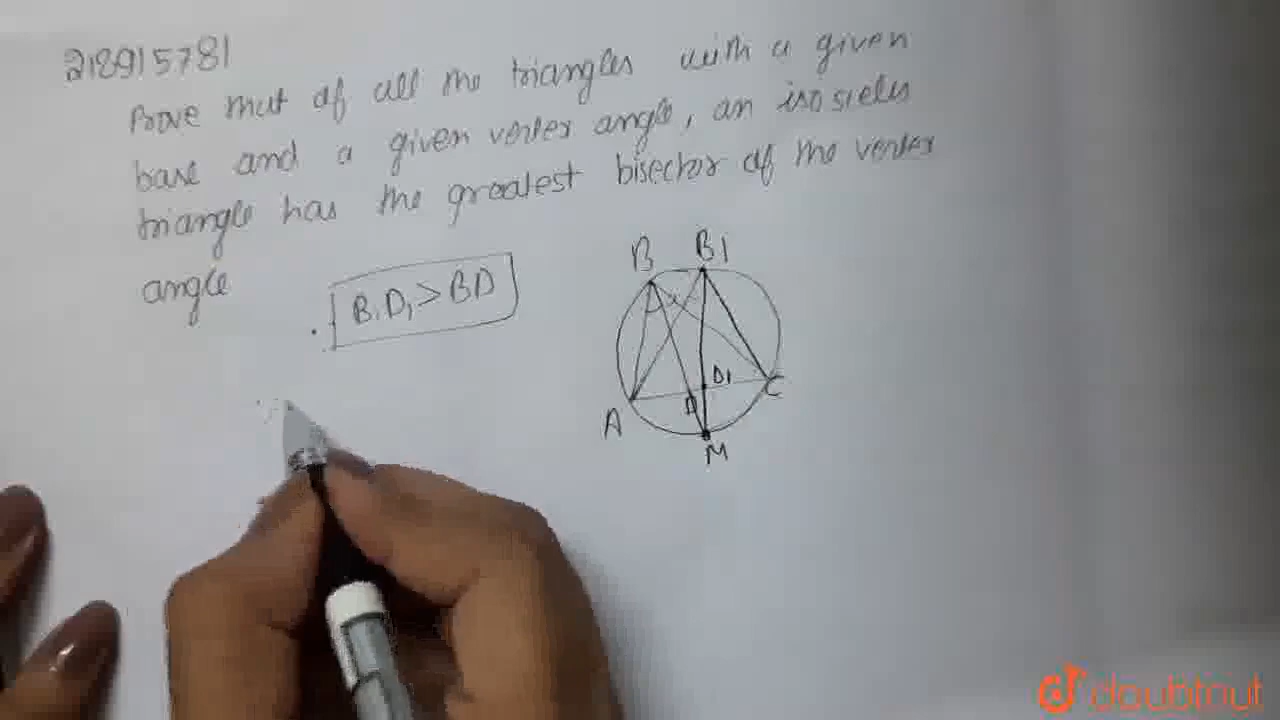 218915781
Prove that of all the triangles with a given
base and a given vertex angle, an isosceles
triangle has the greatest bisector of the vertex
angle
B1D1 > BD
B B1
D1 C
D
A
M
doubtnut